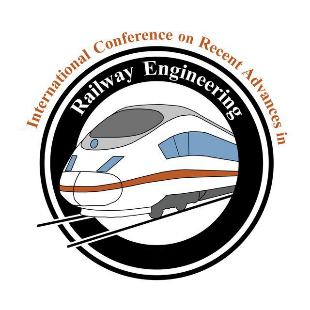 International Conference on Recent Advances in
Railway Engineering